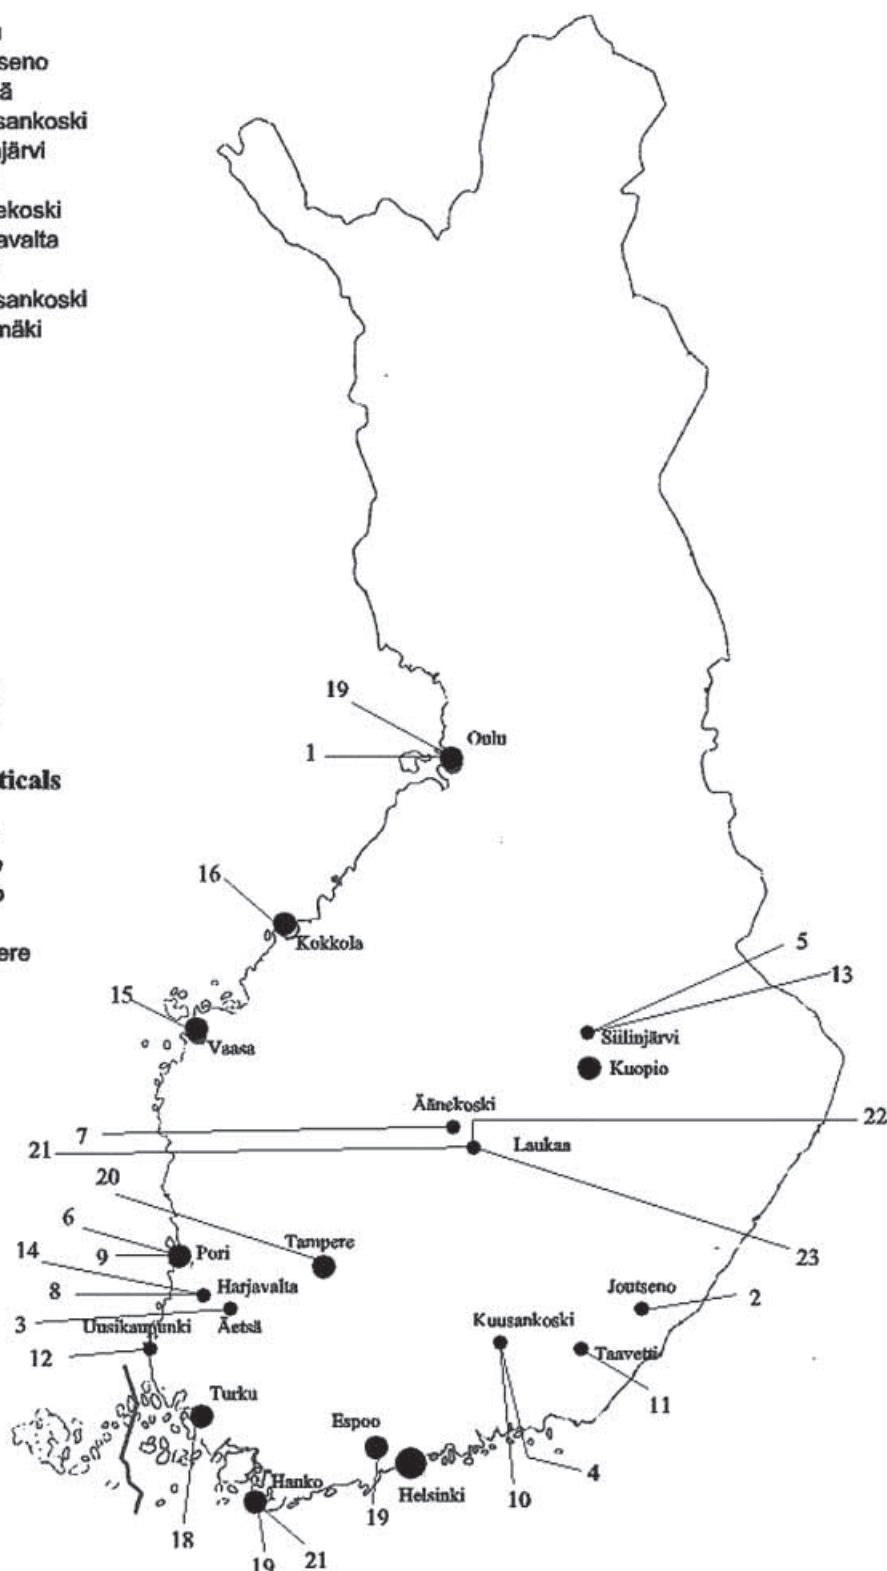 seno
ä
sankoski
njärvi
ekoski
avalta
sankoski
mäki
19
Oulu
1
ticals
16
Kokkola
ere
5
13
15
Vaasa
Siilinjärvi
Kuopio
Äänekoski
22
7
21
Laukaa
20
6
Tampere
14
9
Pori
23
8
Harjavalta
Joutseno
2
3
Uusikaupunki
Äetsä
Kuusankoski
12
Taavetti
11
Turku
Espoo
4
Hanko
Helsinki
10
18
19
19
21